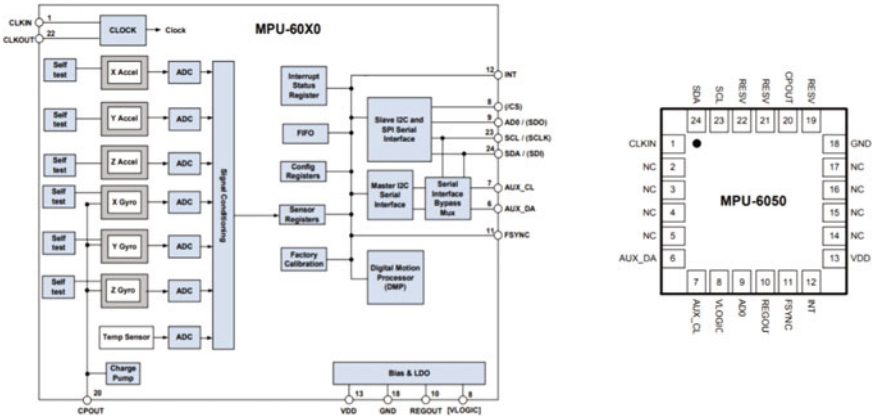 CLKIN
1
CLKOUT
22
CLOCK
Clock
MPU-60X0
Self test
X Accel
ADC
Self test
Y Accel
ADC
Self test
Z Accel
ADC
Self test
X Gyro
ADC
Self test
Y Gyro
ADC
Self test
Z Gyro
ADC
Temp Sensor
ADC
Signal Conditioning
Charge Pump
20
CPOUT
Interrupt Status Register
FIFO
Config Registers
Sensor Registers
Factory Calibration
Slave I2C and SPI Serial Interface
Master I2C Serial Interface
Serial Interface Bypass Mux
Digital Motion Processor (DMP)
Bias & LDO
12
INT
8
(/CS)
9
AD0 / (SDO)
23
SCL / (SCLK)
24
SDA / (SDI)
7
AUX_CL
6
AUX_DA
11
FSYNC
13
VDD
18
GND
10
REGOUT
8
[VLOGIC]
SDA
SCL
RESV
RESV
CPOUT
RESV
24 23 22 21 20 19
CLKIN 1
NC 2
NC 3
NC 4
NC 5
AUX_DA 6
MPU-6050
18 GND
17 NC
16 NC
15 NC
14 NC
13 VDD
7 8 9 10 11 12
AUX_CL
VLOGIC
AD0
REGOUT
FSYNC
INT